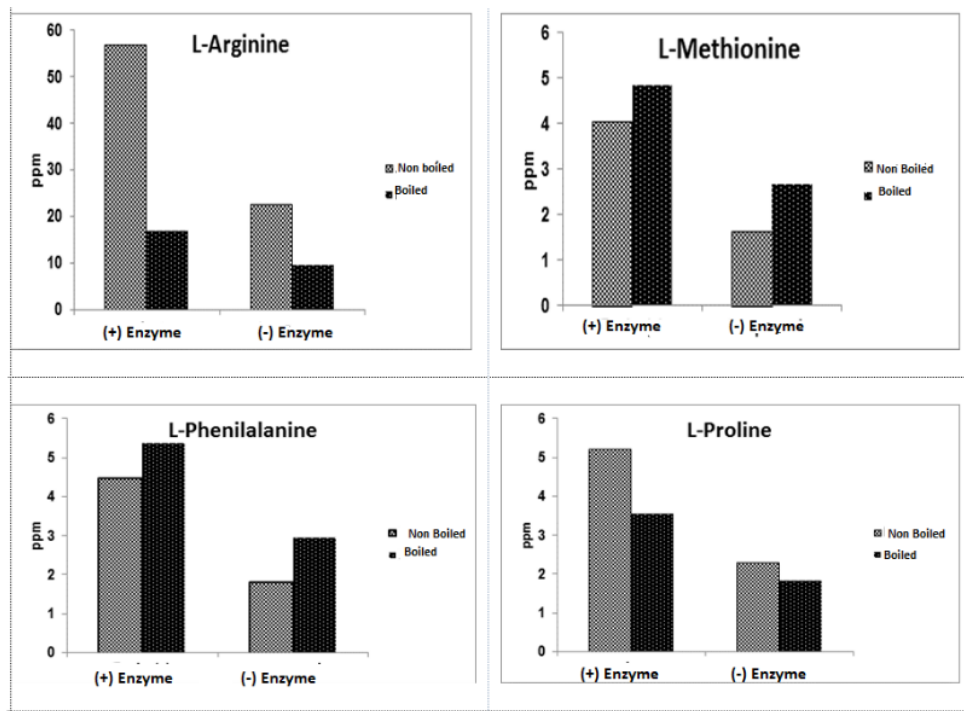 L-Arginine
60
50
40
30
20
10
0
ppm
Non boiled
Boiled
(+) Enzyme (-) Enzyme
L-Methionine
6
5
4
3
2
1
0
ppm
Non Boiled
Boiled
(+) Enzyme (-) Enzyme
L-Phenilalanine
6
5
4
3
2
1
0
ppm
Non Boiled
Boiled
(+) Enzyme (-) Enzyme
L-Proline
6
5
4
3
2
1
0
ppm
Non Boiled
Boiled
(+) Enzyme (-) Enzyme